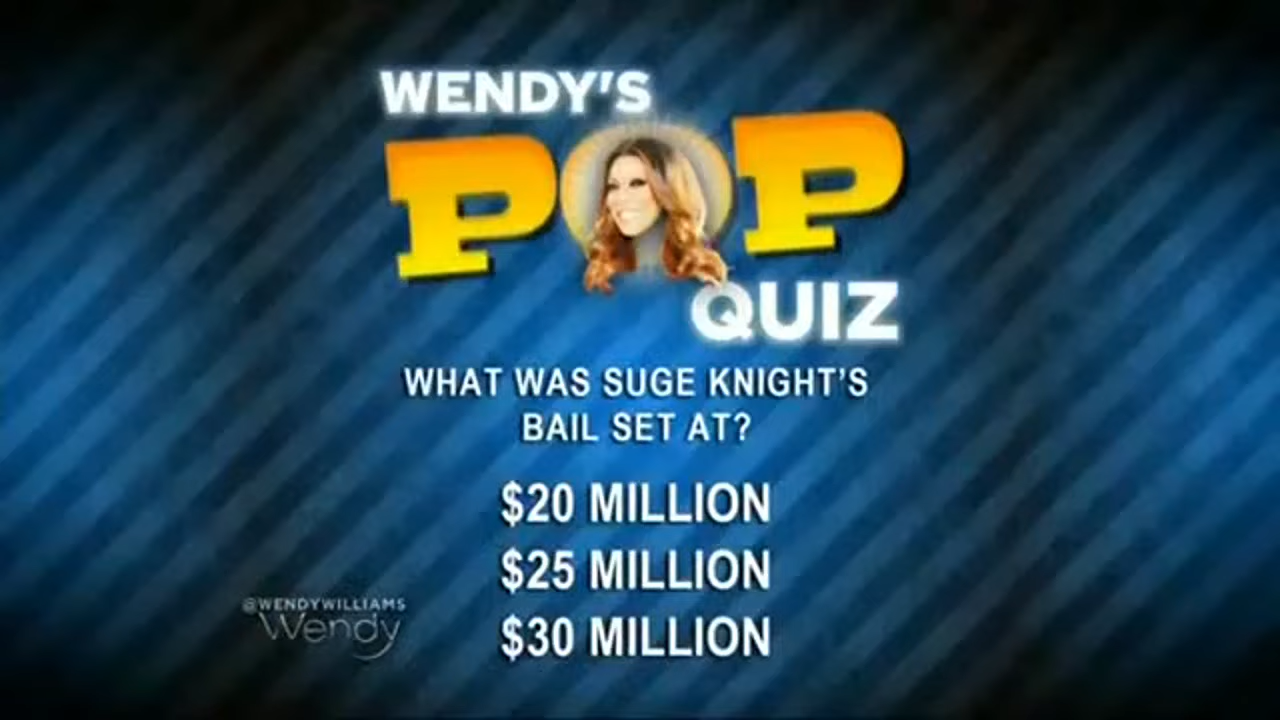 WENDY'S
POP
QUIZ
WHAT WAS SUGE KNIGHT'S
BAIL SET AT?
$20 MILLION
$25 MILLION
$30 MILLION
@WENDYWILLIAMS
Wendy